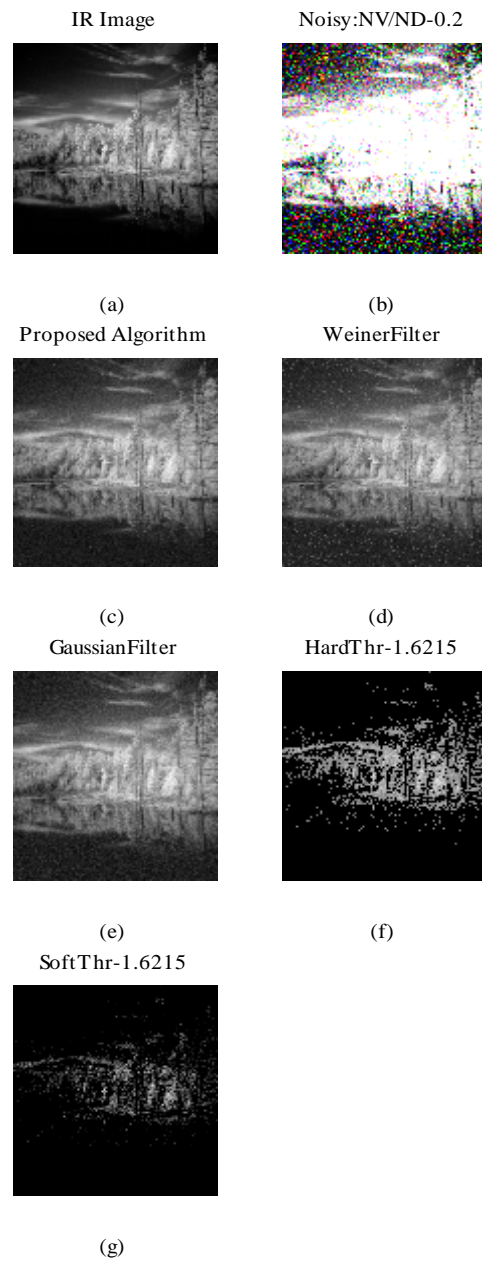 IR Image
Noisy:NV/ND-0.2
(a)
(b)
Proposed Algorithm
WeinerFilter
(c)
(d)
GaussianFilter
HardThr-1.6215
(e)
(f)
SoftThr-1.6215
(g)